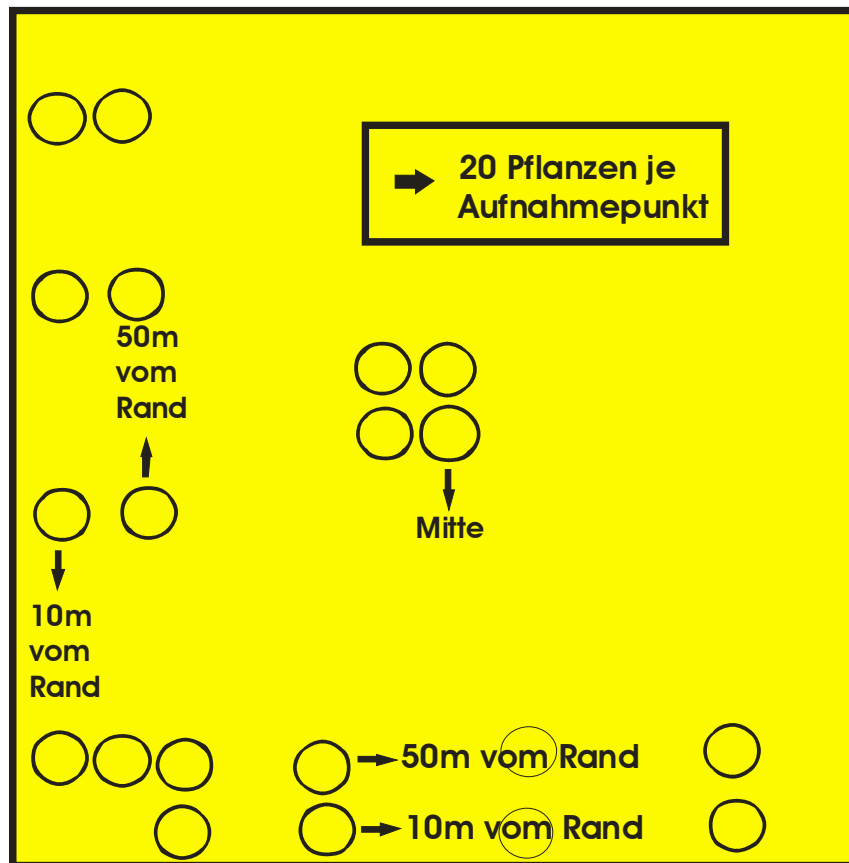 20 Pflanzen je
Aufnahmepunkt
50m
vom
Rand
Mitte
10m
vom
Rand
50m vom Rand
10m vom Rand